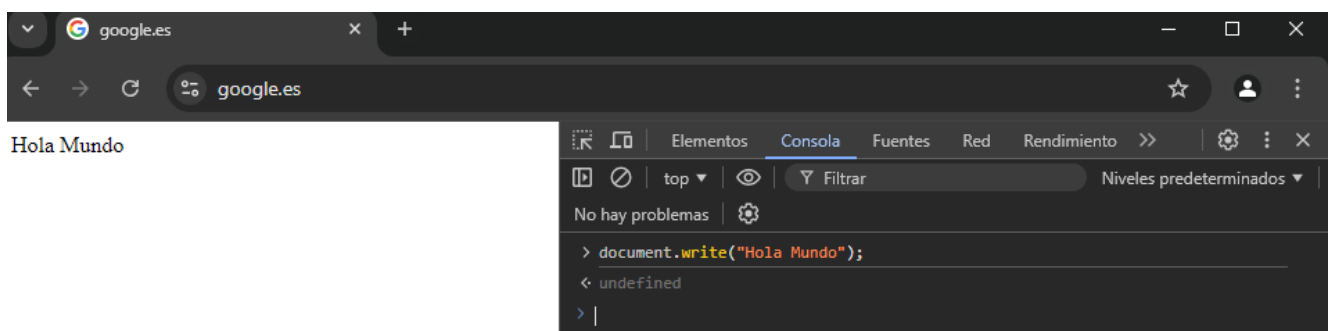 google.es
google.es
Hola Mundo
Elementos Consola Fuentes Red Rendimiento
top Filtrar Niveles predeterminados
No hay problemas
> document.write("Hola Mundo");
undefined
>